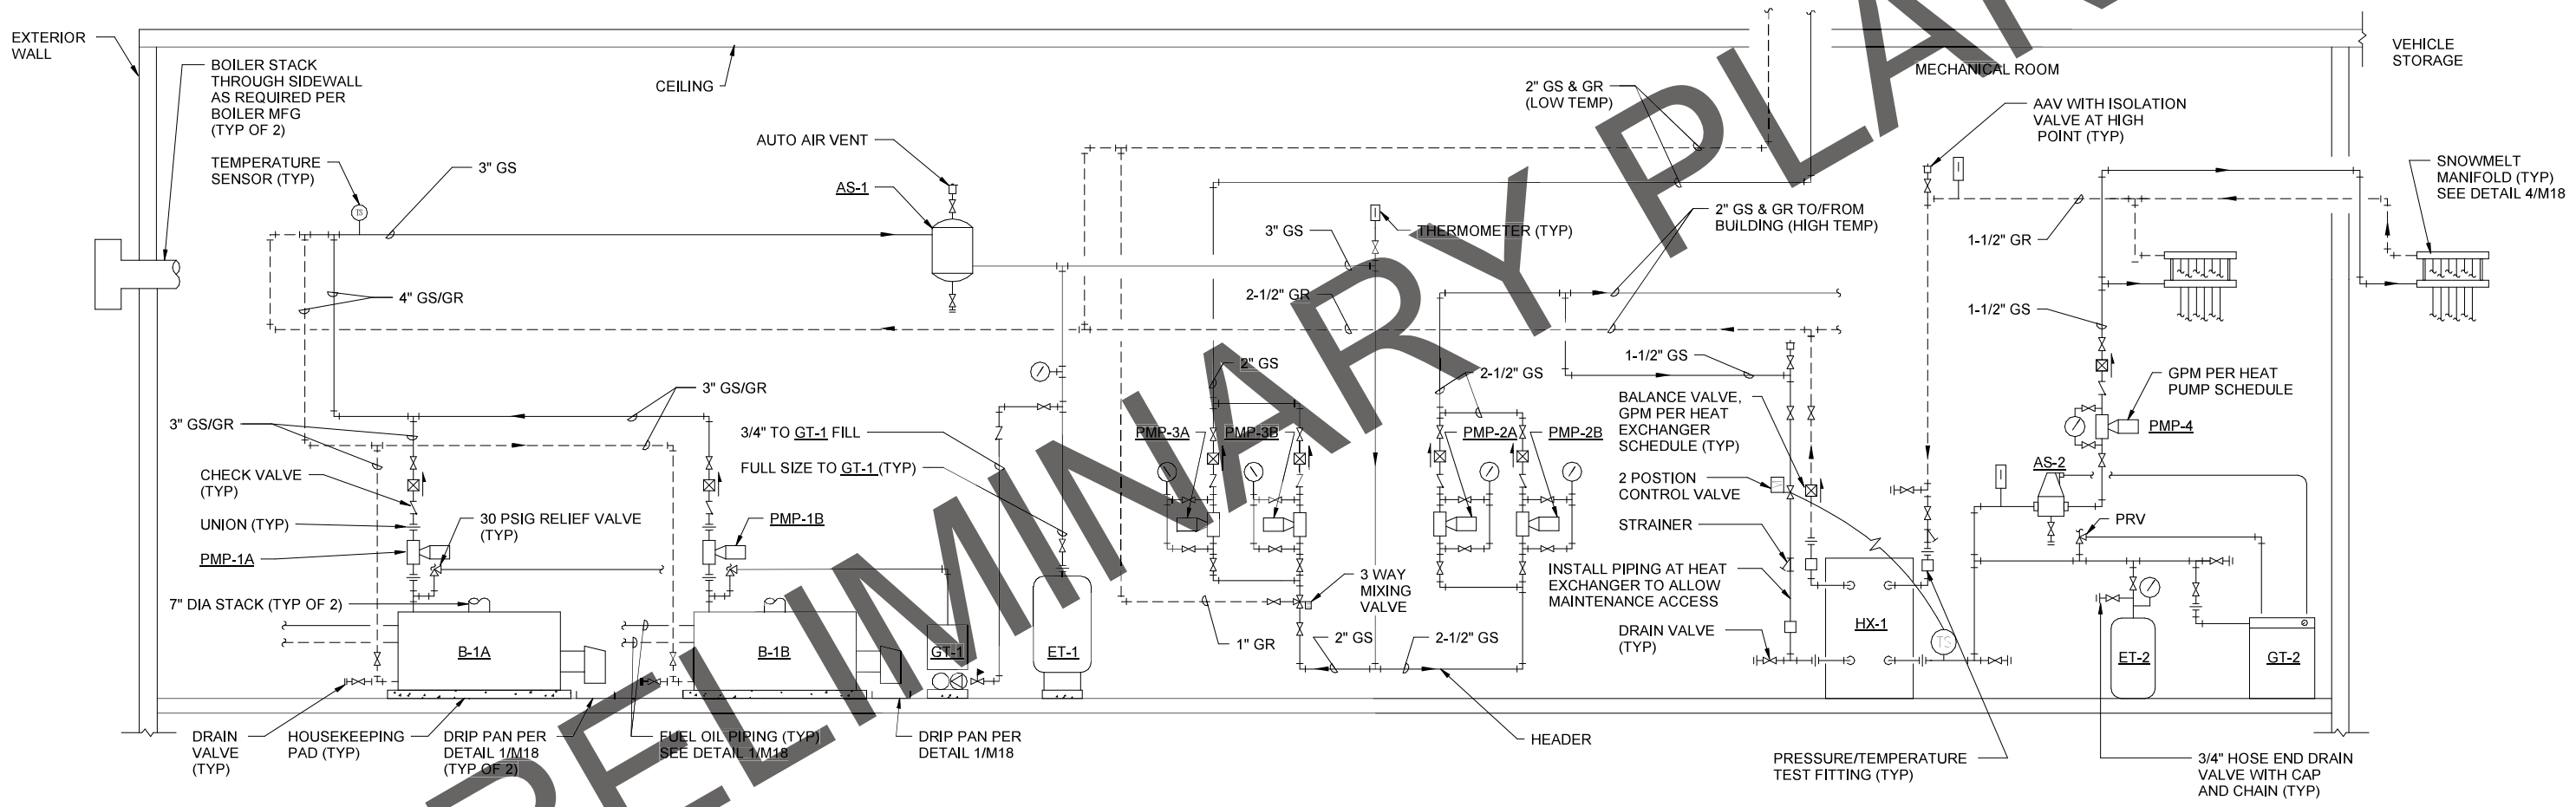 EXTERIOR
WALL
BOILER STACK
THROUGH SIDEWALL
AS REQUIRED PER
BOILER MFG
(TYP OF 2)
TEMPERATURE
SENSOR (TYP)
TS
3" GS
CEILING
AUTO AIR VENT
AS-1
2" GS & GR
(LOW TEMP)
MECHANICAL ROOM
VEHICLE
STORAGE
AAV WITH ISOLATION
VALVE AT HIGH
POINT (TYP)
SNOWMELT
MANIFOLD (TYP)
SEE DETAIL 4/M18
4" GS/GR
3" GS
THERMOMETER (TYP)
2" GS & GR TO/FROM
BUILDING (HIGH TEMP)
1-1/2" GR
2-1/2" GR
1-1/2" GS
3" GS/GR
3" GS/GR
2" GS
2-1/2" GS
1-1/2" GS
GPM PER HEAT
PUMP SCHEDULE
BALANCE VALVE,
GPM PER HEAT
EXCHANGER
SCHEDULE (TYP)
3/4" TO GT-1 FILL
FULL SIZE TO GT-1 (TYP)
PMP-3A
PMP-3B
PMP-2A
PMP-2B
PMP-4
CHECK VALVE
(TYP)
UNION (TYP)
PMP-1A
30 PSIG RELIEF VALVE
(TYP)
PMP-1B
2 POSTION
CONTROL VALVE
STRAINER
AS-2
PRV
7" DIA STACK (TYP OF 2)
INSTALL PIPING AT HEAT
EXCHANGER TO ALLOW
MAINTENANCE ACCESS
3 WAY
MIXING
VALVE
B-1A
B-1B
GT-1
ET-1
1" GR
2" GS
2-1/2" GS
DRAIN VALVE
(TYP)
HX-1
TS
ET-2
GT-2
DRAIN
VALVE
(TYP)
HOUSEKEEPING
PAD (TYP)
DRIP PAN PER
DETAIL 1/M18
(TYP OF 2)
FUEL OIL PIPING (TYP)
SEE DETAIL 1/M18
DRIP PAN PER
DETAIL 1/M18
HEADER
PRESSURE/TEMPERATURE
TEST FITTING (TYP)
3/4" HOSE END DRAIN
VALVE WITH CAP
AND CHAIN (TYP)
PRELIMINARY PLAN